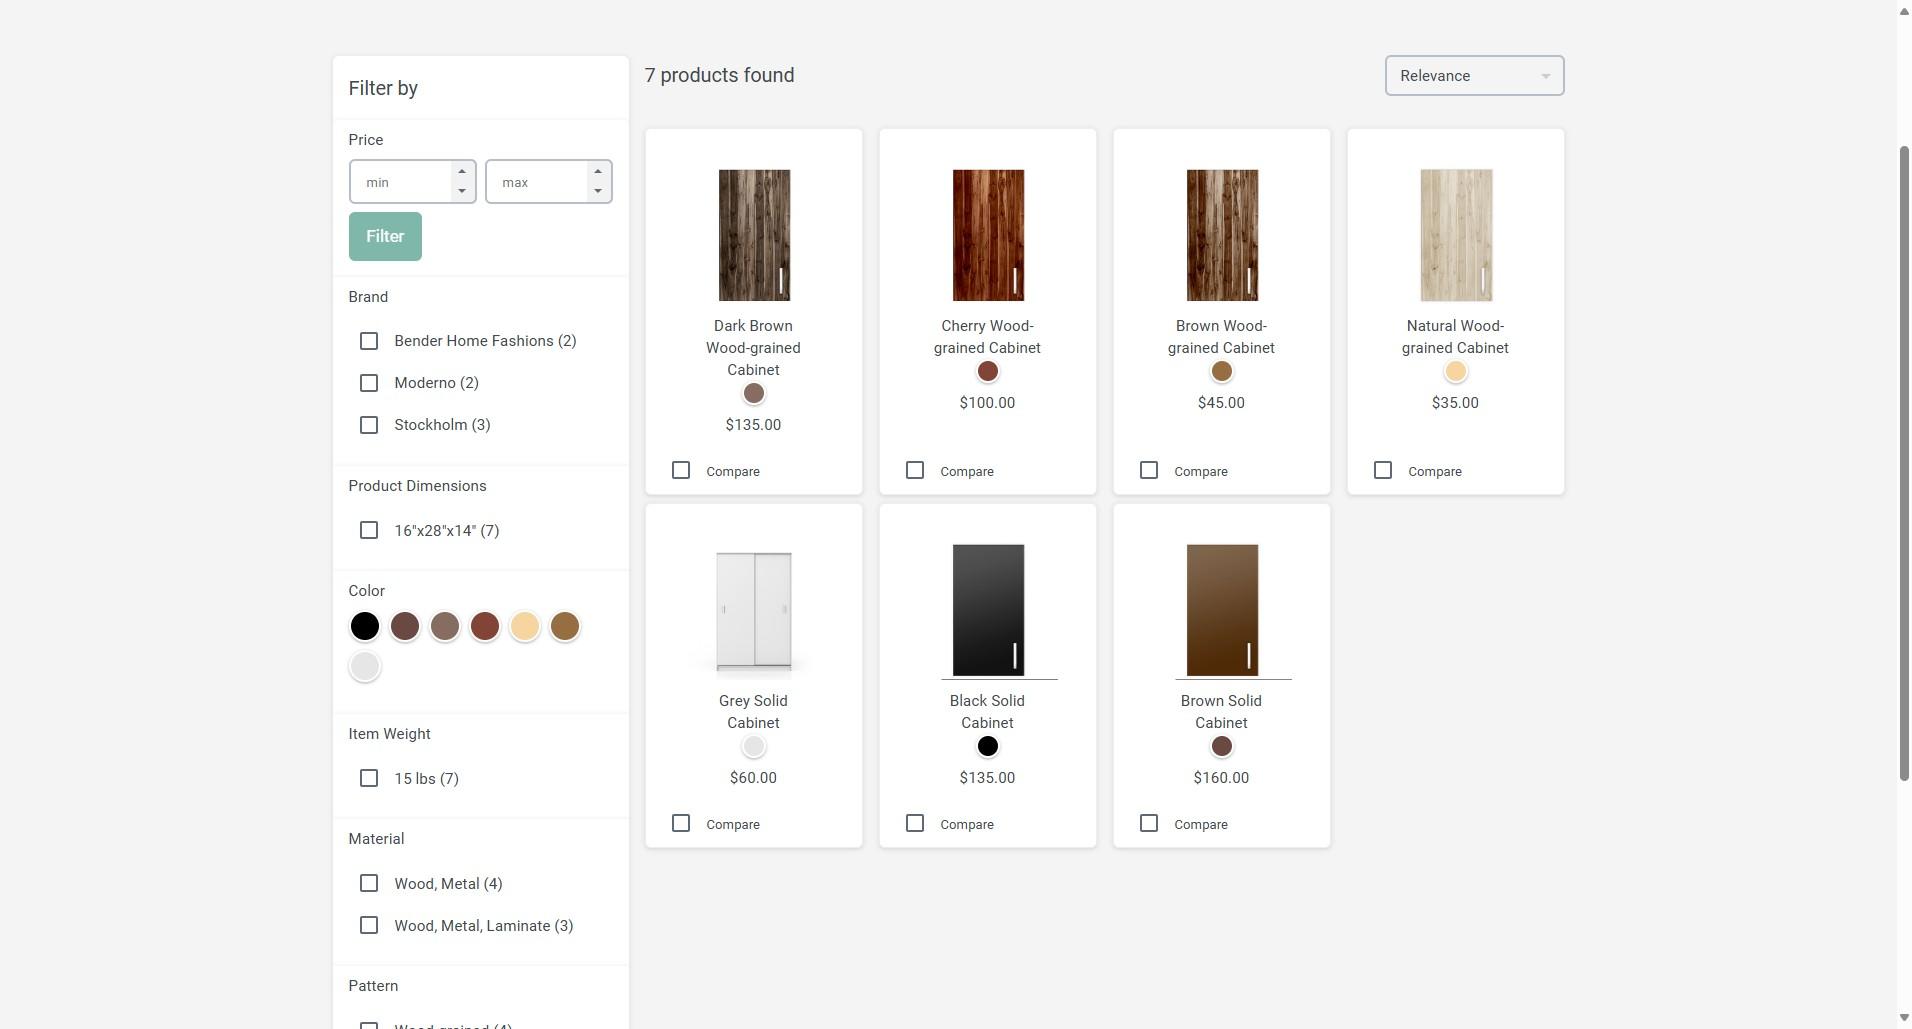 Filter by
Price
min
max
Filter
Brand
Bender Home Fashions (2)
Moderno (2)
Stockholm (3)
Product Dimensions
16"x28"x14" (7)
Color
Item Weight
15 lbs (7)
Material
Wood, Metal (4)
Wood, Metal, Laminate (3)
Pattern
Wood-grained (4)
7 products found
Relevance
Dark Brown
Wood-grained
Cabinet
$135.00
Compare
Cherry Wood-
grained Cabinet
$100.00
Compare
Brown Wood-
grained Cabinet
$45.00
Compare
Natural Wood-
grained Cabinet
$35.00
Compare
Grey Solid
Cabinet
$60.00
Compare
Black Solid
Cabinet
$135.00
Compare
Brown Solid
Cabinet
$160.00
Compare